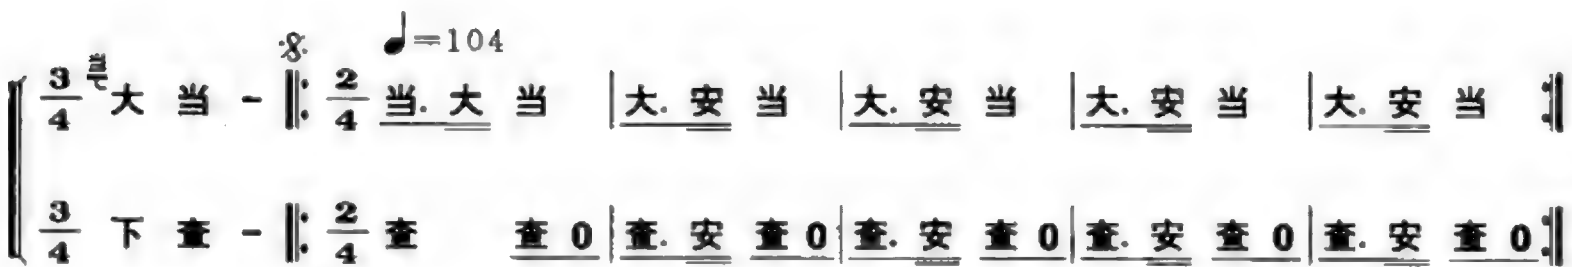 ♩=104
3/4 当 大 当 - ‖: 2/4 当. 大 当 | 大. 安 当 | 大. 安 当 | 大. 安 当 | 大. 安 当 :‖
3/4 下 查 - ‖: 2/4 查 查 0 | 查. 安 查 0 | 查. 安 查 0 | 查. 安 查 0 | 查. 安 查 0 :‖